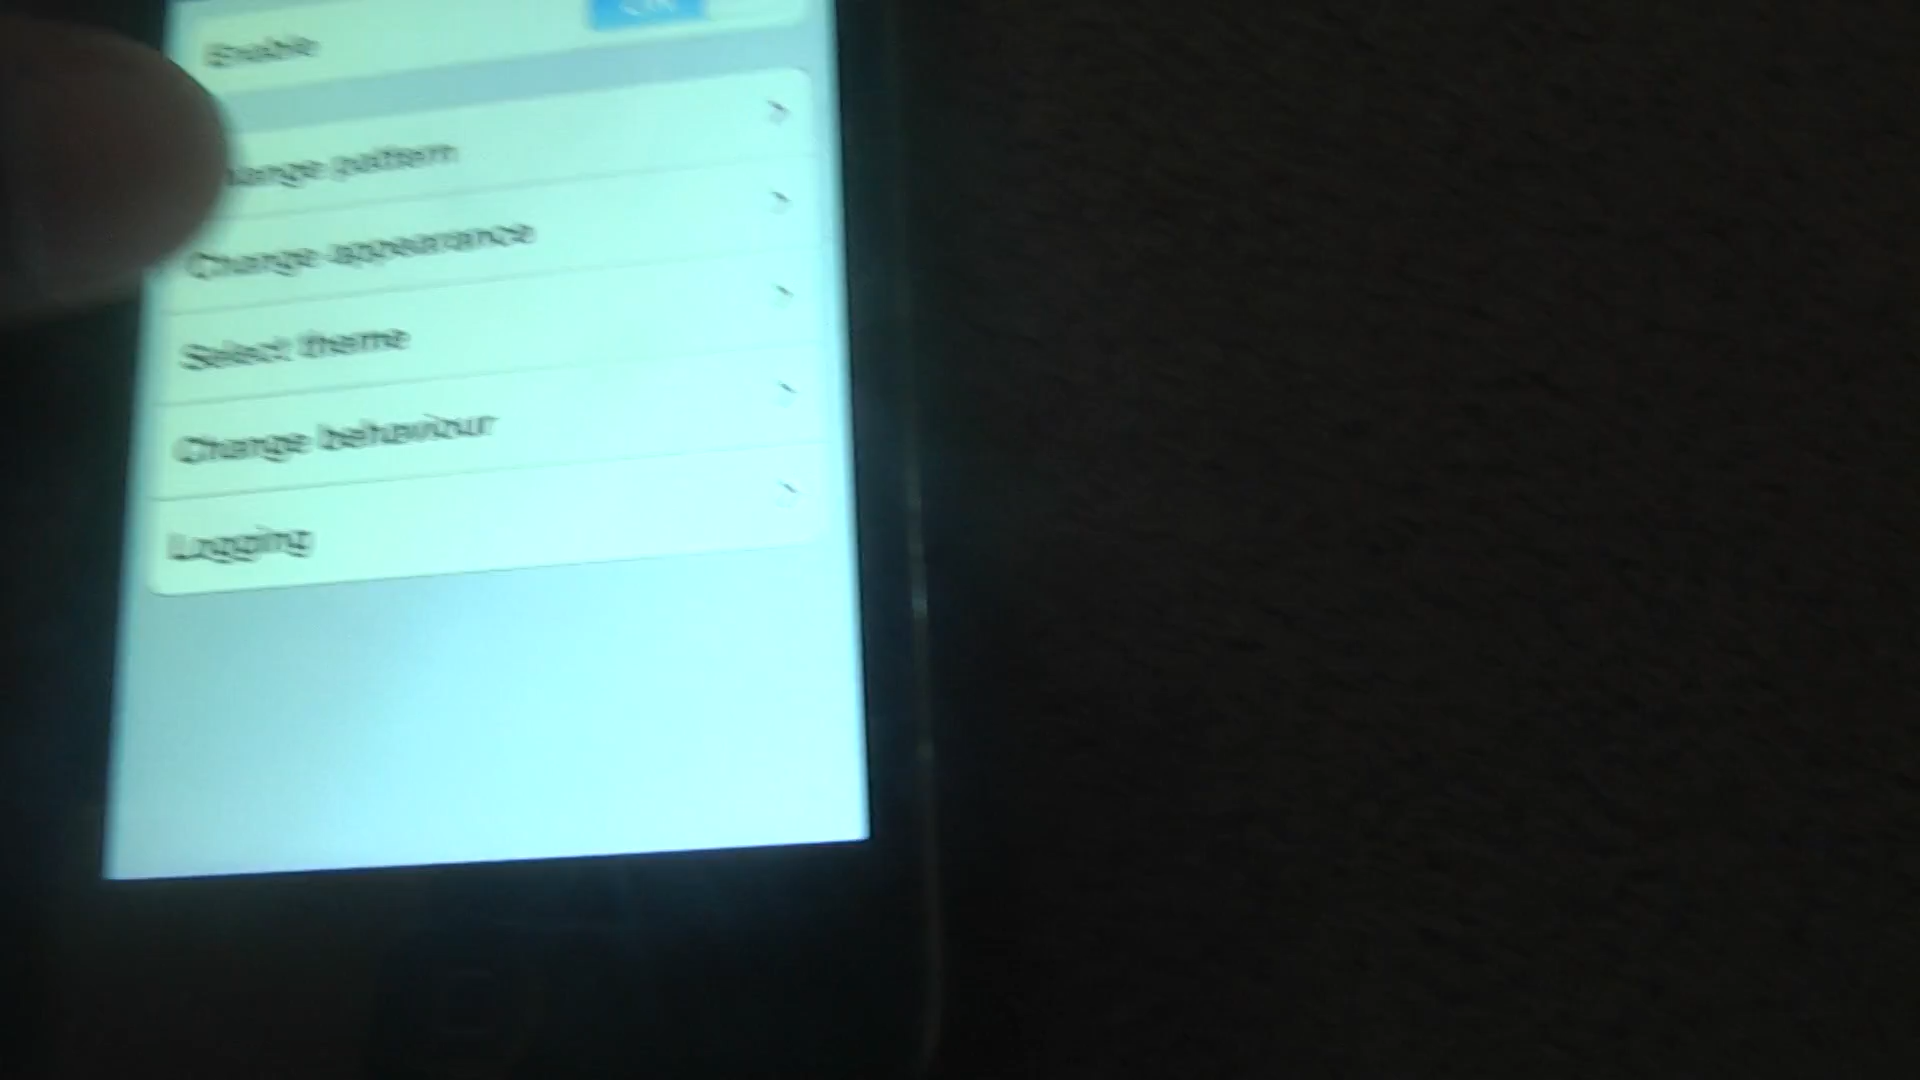 Enable
Change pattern
Change appearance
Select theme
Change behaviour
Logging